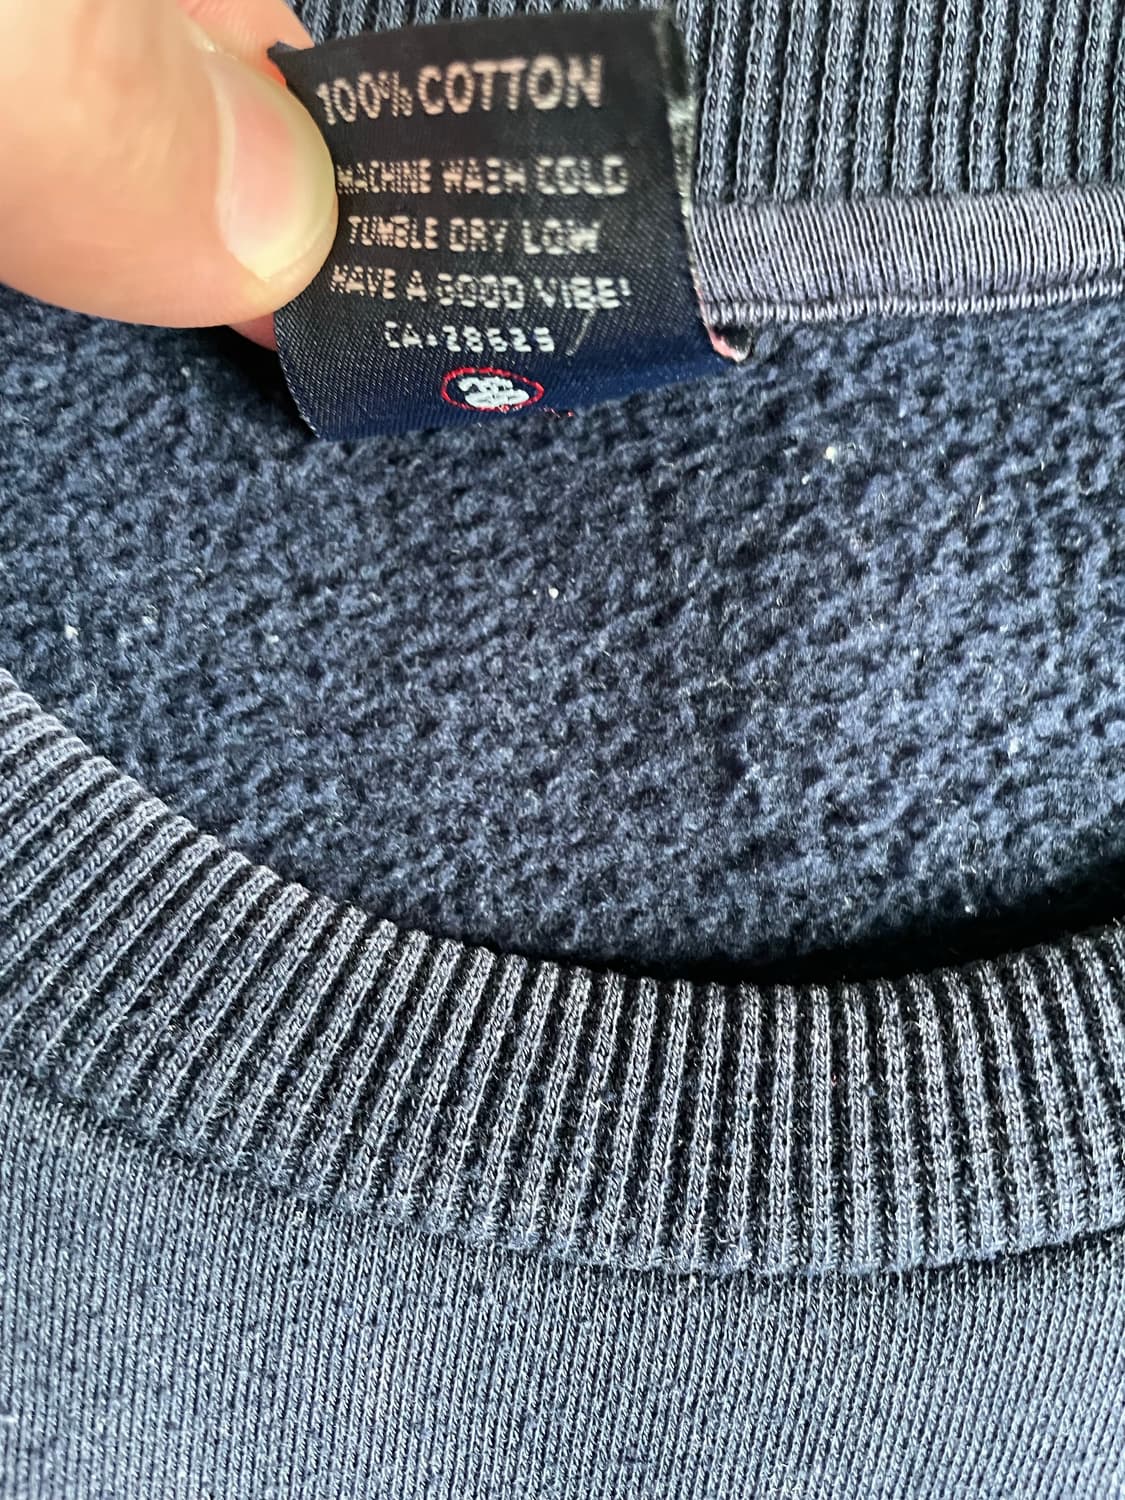 100% COTTON
MACHINE WASH COLD
TUMBLE DRY LOW
HAVE A GOOD VIBE!
CA:28625